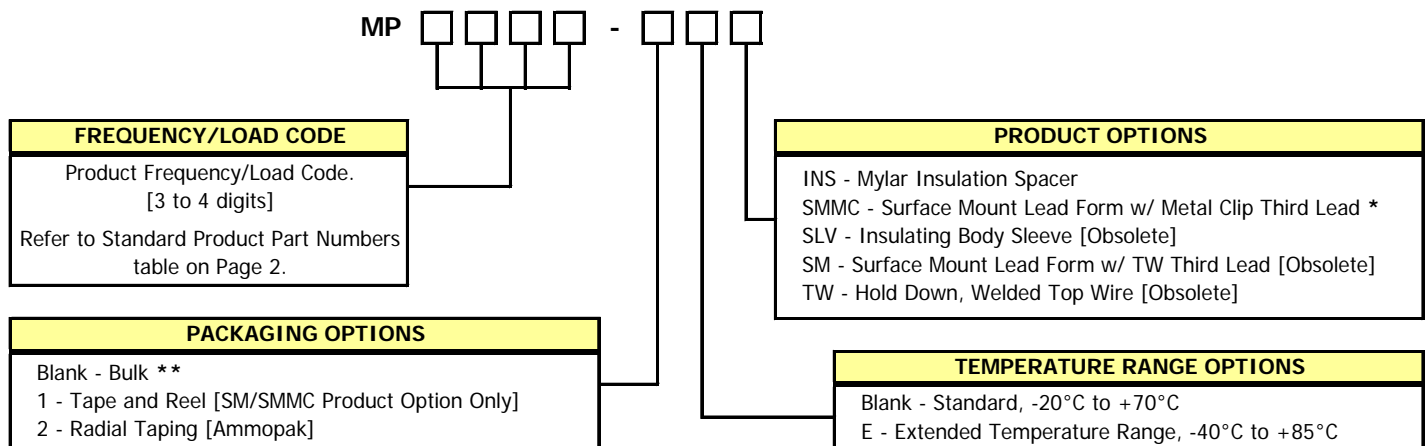 MP -
FREQUENCY/LOAD CODE
Product Frequency/Load Code.
[3 to 4 digits]
Refer to Standard Product Part Numbers
table on Page 2.
PRODUCT OPTIONS
INS - Mylar Insulation Spacer
SMMC - Surface Mount Lead Form w/ Metal Clip Third Lead *
SLV - Insulating Body Sleeve [Obsolete]
SM - Surface Mount Lead Form w/ TW Third Lead [Obsolete]
TW - Hold Down, Welded Top Wire [Obsolete]
PACKAGING OPTIONS
Blank - Bulk **
1 - Tape and Reel [SM/SMMC Product Option Only]
2 - Radial Taping [Ammopak]
TEMPERATURE RANGE OPTIONS
Blank - Standard, -20°C to +70°C
E - Extended Temperature Range, -40°C to +85°C